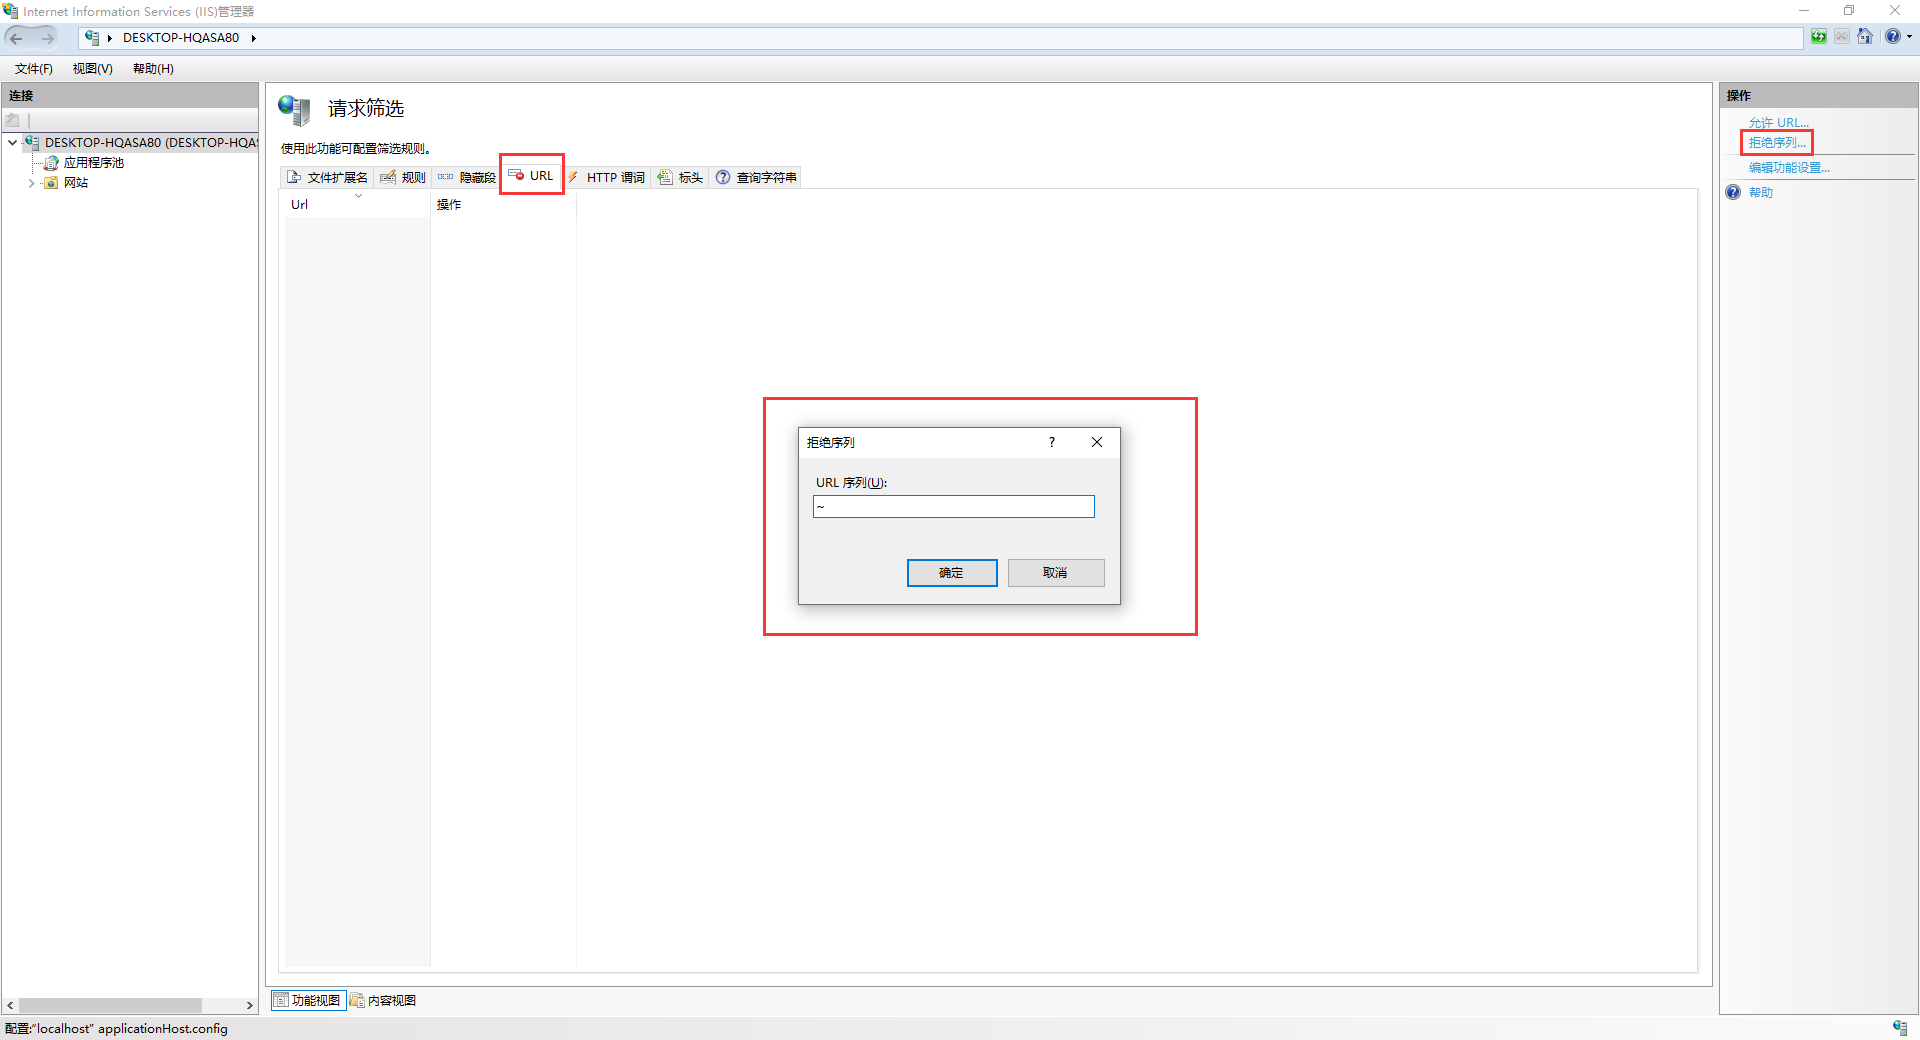 Internet Information Services (IIS)管理器
DESKTOP-HQASA80
文件(F) 视图(V) 帮助(H)
连接
DESKTOP-HQASA80 (DESKTOP-HQAS
应用程序池
网站
请求筛选
使用此功能可配置筛选规则。
文件扩展名 规则 隐藏段 URL HTTP 谓词 标头 查询字符串
Url 操作
拒绝序列 ?
URL 序列(U):
~
确定 取消
功能视图 内容视图
操作
允许 URL...
拒绝序列...
编辑功能设置...
帮助
配置:“localhost” applicationHost.config